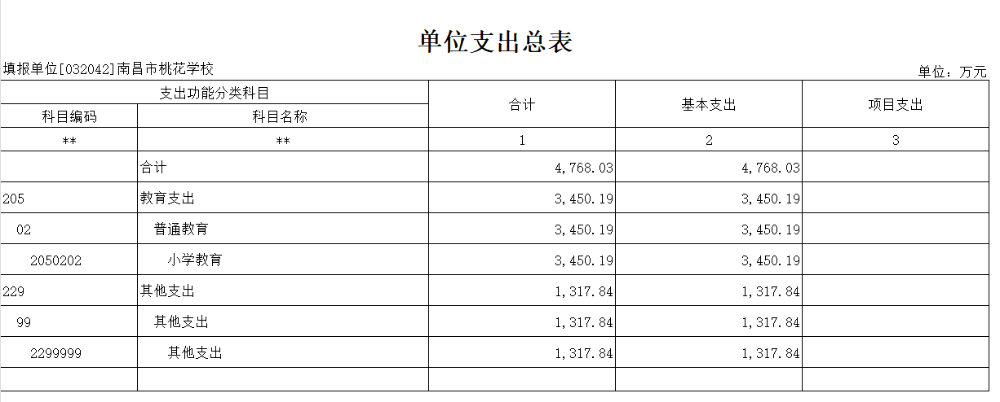 单位支出总表
填报单位[032042]南昌市桃花学校 单位：万元
支出功能分类科目 合计 基本支出 项目支出
科目编码 科目名称
** ** 1 2 3
合计 4,768.03 4,768.03
205 教育支出 3,450.19 3,450.19
02 普通教育 3,450.19 3,450.19
2050202 小学教育 3,450.19 3,450.19
229 其他支出 1,317.84 1,317.84
99 其他支出 1,317.84 1,317.84
2299999 其他支出 1,317.84 1,317.84